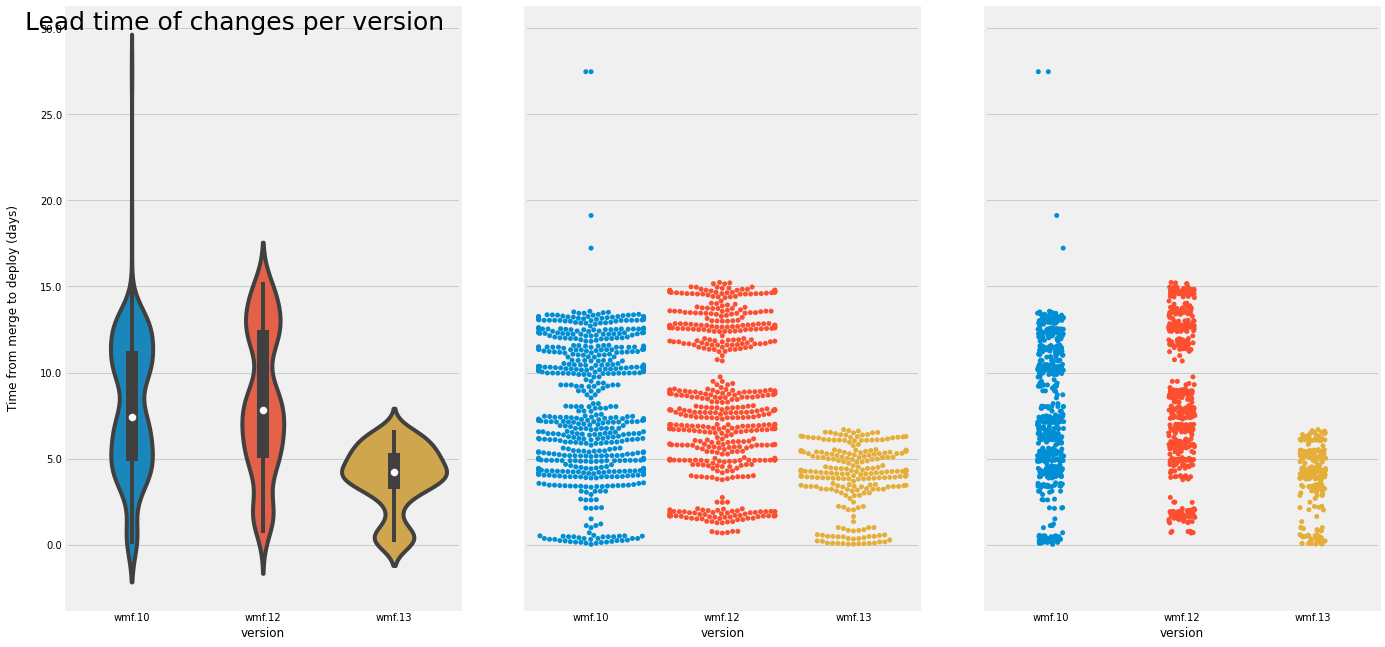 Lead time of changes per version
30.0
25.0
20.0
15.0
10.0
5.0
0.0
Time from merge to deploy (days)
wmf.10 wmf.12 wmf.13
version
wmf.10 wmf.12 wmf.13
version
wmf.10 wmf.12 wmf.13
version